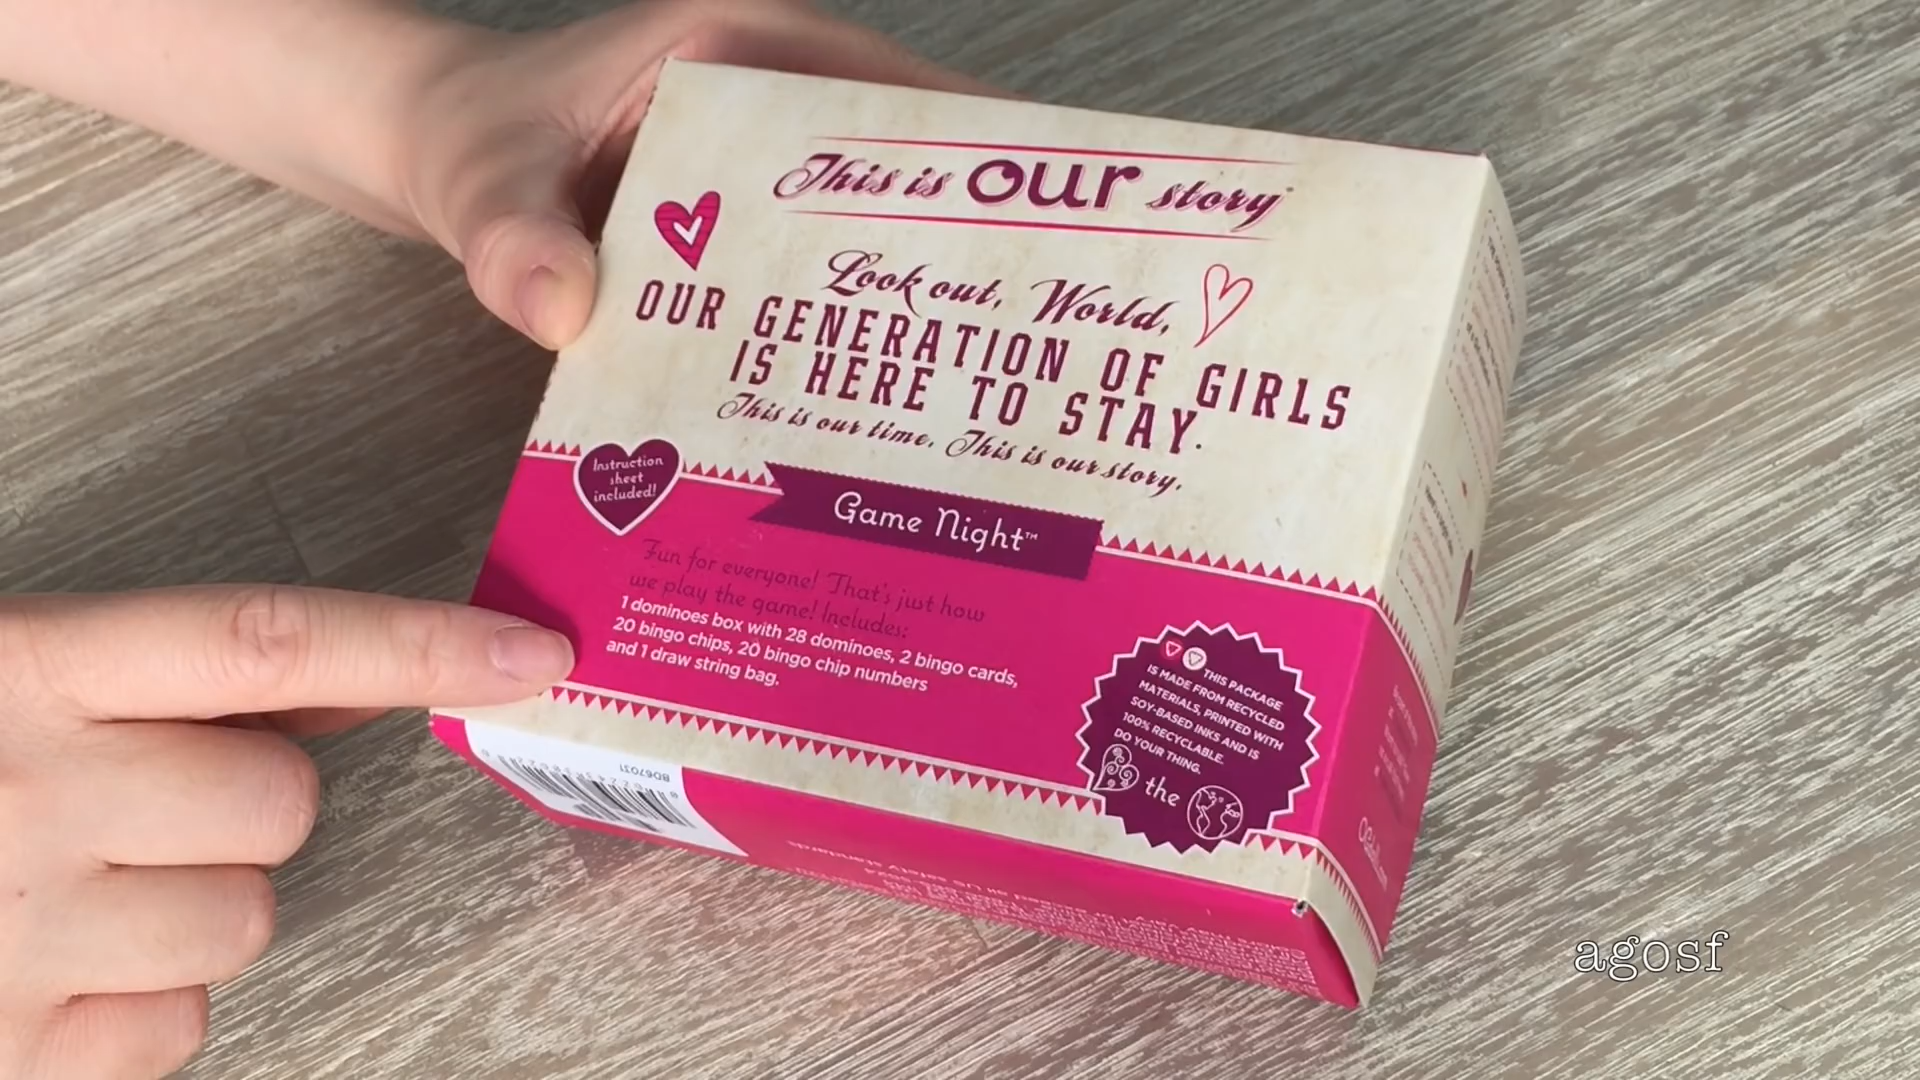 This is our story
Look out, World,
OUR GENERATION OF GIRLS
IS HERE TO STAY.
This is our time. This is our story.
Instruction
sheet
included!
Game Night™
Fun for everyone! That's just how
we play the game! Includes:
1 dominoes box with 28 dominoes, 2 bingo cards,
20 bingo chips, 20 bingo chip numbers
and 1 draw string bag.
THIS PACKAGE
IS MADE FROM RECYCLED
MATERIALS, PRINTED WITH
SOY-BASED INKS AND IS
100% RECYCLABLE.
DO YOUR THING.
the
BD67031
all US safety standards
agosf